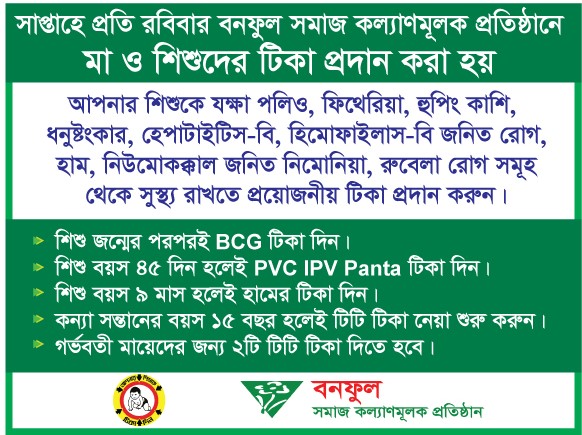 সাপ্তাহে প্রতি রবিবার বনফুল সমাজ কল্যাণমূলক প্রতিষ্ঠানে
মা ও শিশুদের টিকা প্রদান করা হয়
আপনার শিশুকে যক্ষা পলিও, ফিথেরিয়া, হুপিং কাশি,
ধনুষ্টংকার, হেপাটাইটিস-বি, হিমোফাইলাস-বি জনিত রোগ,
হাম, নিউমোকক্কাল জনিত নিমোনিয়া, রুবেলা রোগ সমূহ
থেকে সুস্থ্য রাখতে প্রয়োজনীয় টিকা প্রদান করুন।
শিশু জন্মের পরপরই BCG টিকা দিন।
শিশু বয়স ৪৫ দিন হলেই PVC IPV Panta টিকা দিন।
শিশু বয়স ৯ মাস হলেই হামের টিকা দিন।
কন্যা সন্তানের বয়স ১৫ বছর হলেই টিটি টিকা নেয়া শুরু করুন।
গর্ভবতী মায়েদের জন্য ২টি টিটি টিকা দিতে হবে।
টিকা দিন
বনফুল
সমাজ কল্যাণমূলক প্রতিষ্ঠান